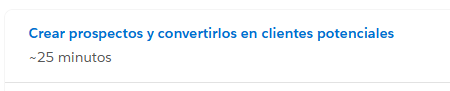 Crear prospectos y convertirlos en clientes potenciales
~25 minutos